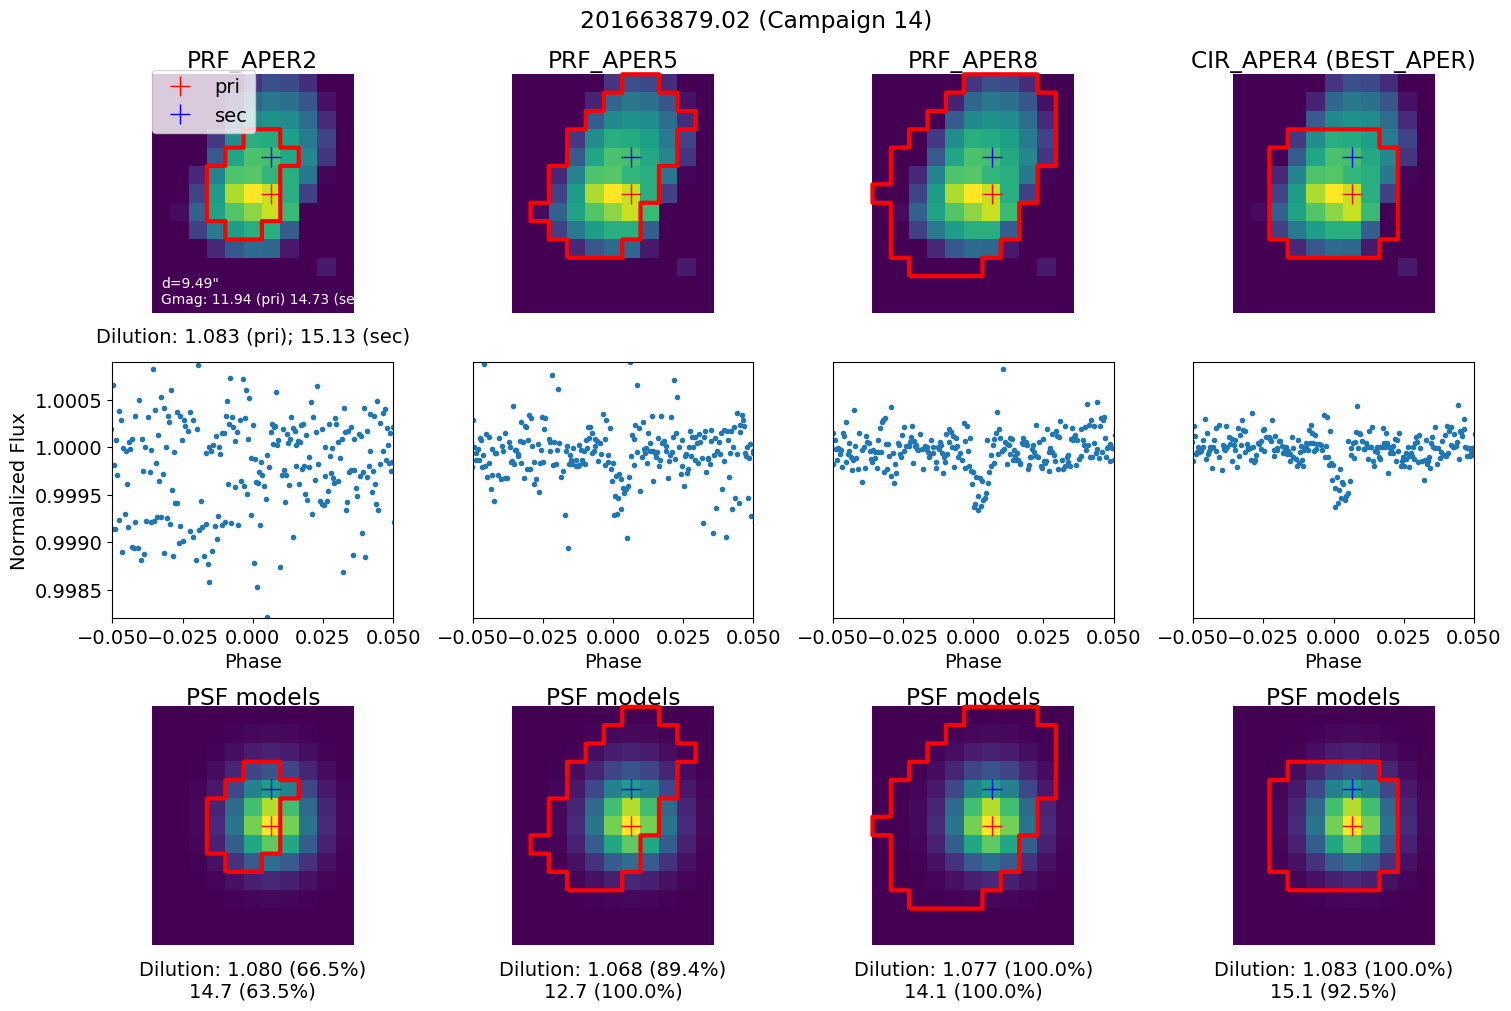 201663879.02 (Campaign 14)
PRF_APER2
PRF_APER5
PRF_APER8
CIR_APER4 (BEST_APER)
pri
sec
d=9.49"
Gmag: 11.94 (pri) 14.73 (se
Dilution: 1.083 (pri); 15.13 (sec)
Normalized Flux
1.0005
1.0000
0.9995
0.9990
0.9985
−0.050 −0.025 0.000 0.025 0.050
−0.050 −0.025 0.000 0.025 0.050
−0.050 −0.025 0.000 0.025 0.050
−0.050 −0.025 0.000 0.025 0.050
Phase
Phase
Phase
Phase
PSF models
PSF models
PSF models
PSF models
Dilution: 1.080 (66.5%)
14.7 (63.5%)
Dilution: 1.068 (89.4%)
12.7 (100.0%)
Dilution: 1.077 (100.0%)
14.1 (100.0%)
Dilution: 1.083 (100.0%)
15.1 (92.5%)